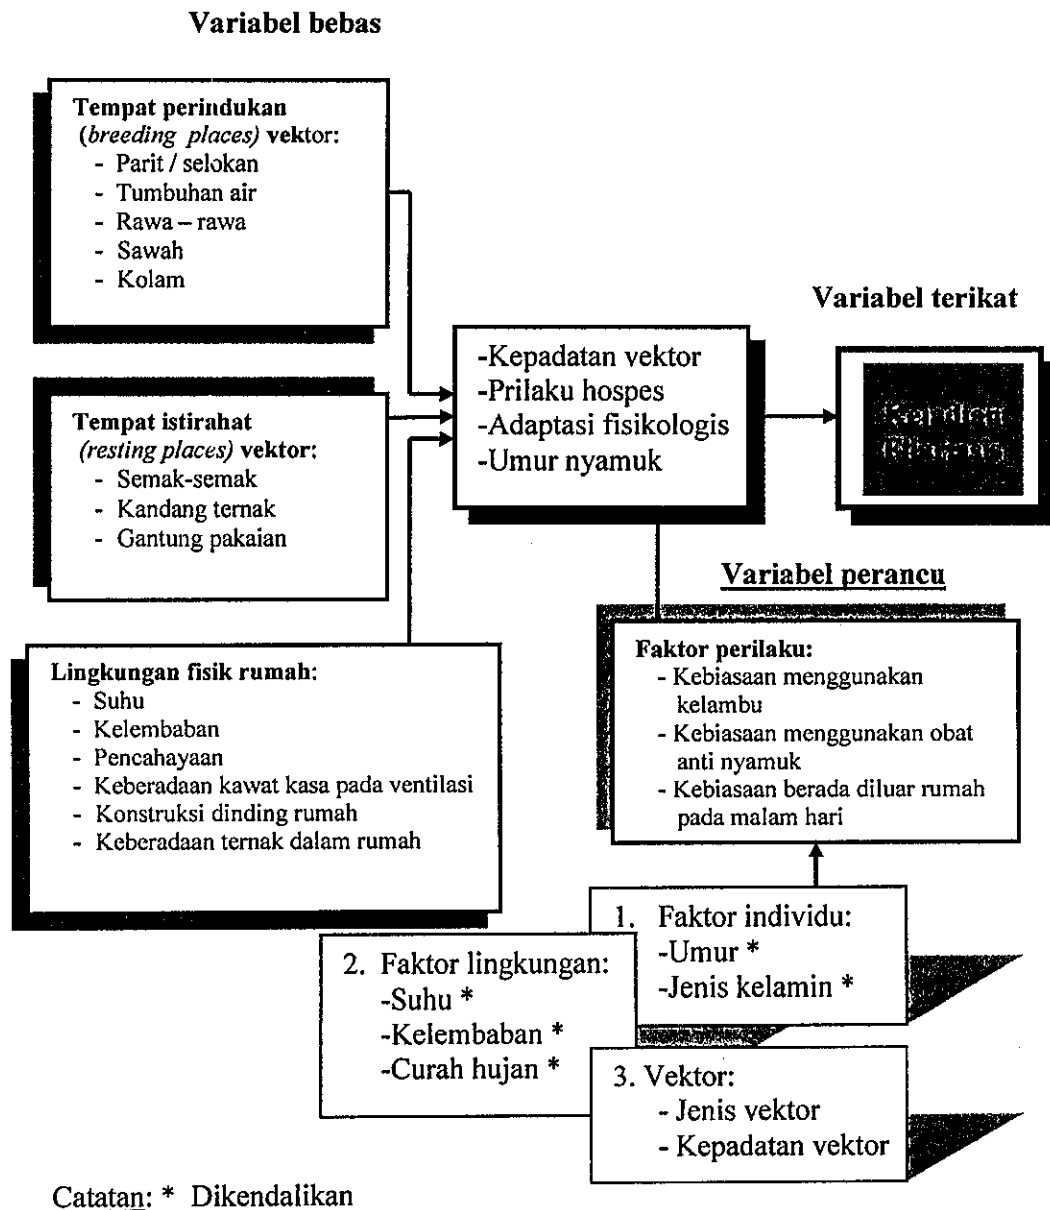 Variabel bebas
Tempat perindukan
(breeding places) vektor:
- Parit / selokan
- Tumbuhan air
- Rawa – rawa
- Sawah
- Kolam
Tempat istirahat
(resting places) vektor:
- Semak-semak
- Kandang ternak
- Gantung pakaian
Lingkungan fisik rumah:
- Suhu
- Kelembaban
- Pencahayaan
- Keberadaan kawat kasa pada ventilasi
- Konstruksi dinding rumah
- Keberadaan ternak dalam rumah
-Kepadatan vektor
-Prilaku hospes
-Adaptasi fisikologis
-Umur nyamuk
Variabel terikat
Variabel perancu
Faktor perilaku:
- Kebiasaan menggunakan
kelambu
- Kebiasaan menggunakan obat
anti nyamuk
- Kebiasaan berada diluar rumah
pada malam hari
1. Faktor individu:
-Umur *
-Jenis kelamin *
2. Faktor lingkungan:
-Suhu *
-Kelembaban *
-Curah hujan *
3. Vektor:
- Jenis vektor
- Kepadatan vektor
Catatan: * Dikendalikan